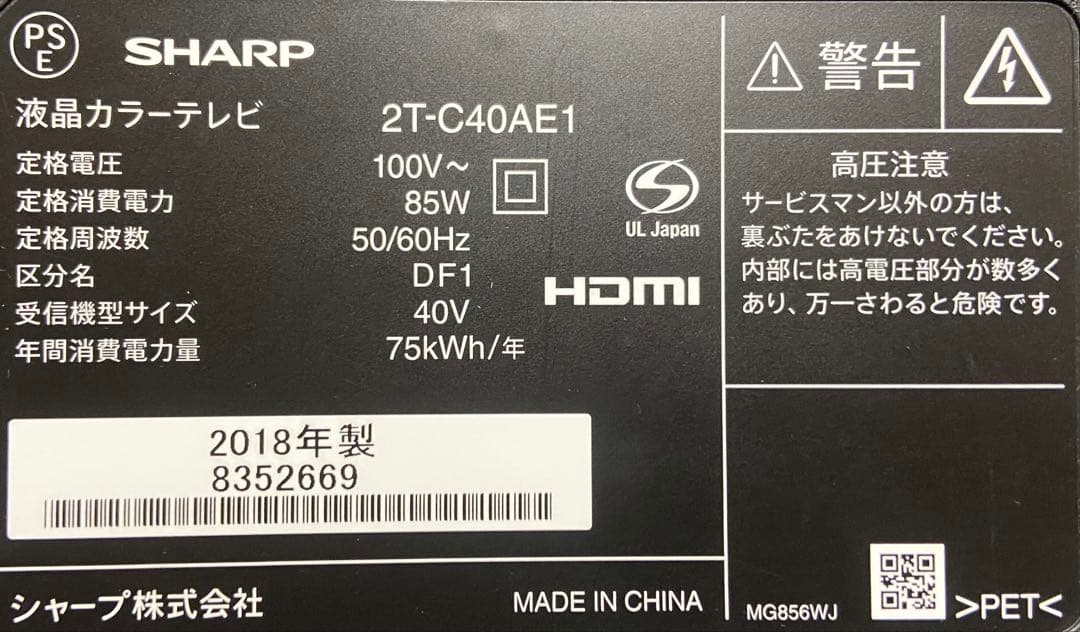 PS
E
SHARP
液晶カラーテレビ 2T-C40AE1
定格電圧 100V～
定格消費電力 85W
定格周波数 50/60Hz
区分名 DF1
受信機型サイズ 40V
年間消費電力量 75kWh/年
UL Japan
HDMI
2018年製
8352669
シャープ株式会社
MADE IN CHINA
警告
高圧注意
サービスマン以外の方は、
裏ぶたをあけないでください。
内部には高電圧部分が数多く
あり、万一さわると危険です。
MG856WJ
>PET<